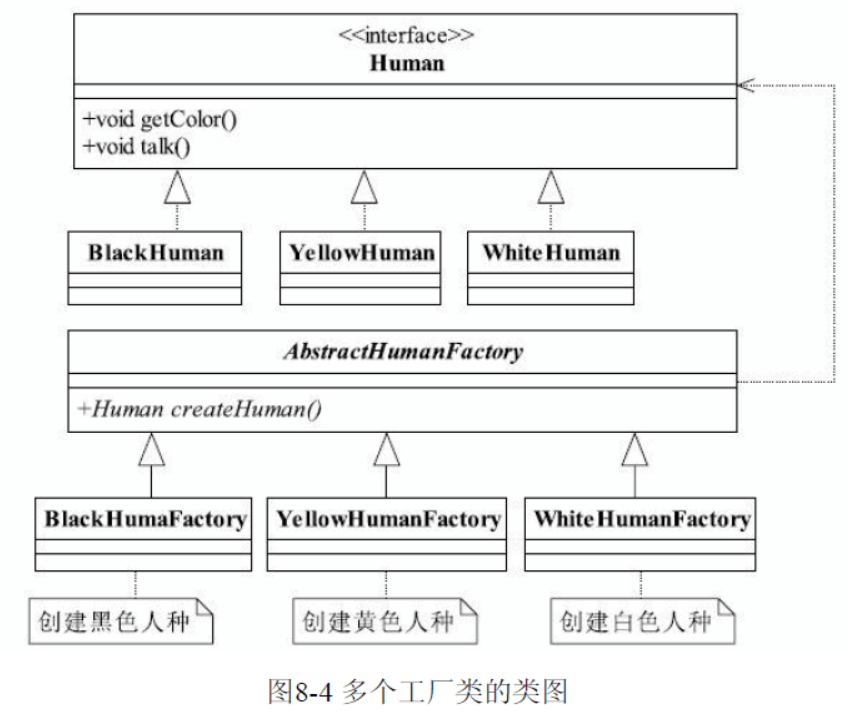 <<interface>>
Human
+void getColor()
+void talk()
BlackHuman
YellowHuman
WhiteHuman
AbstractHumanFactory
+Human createHuman()
BlackHumaFactory
YellowHumanFactory
WhiteHumanFactory
创建黑色人种
创建黄色人种
创建白色人种
图8-4 多个工厂类的类图